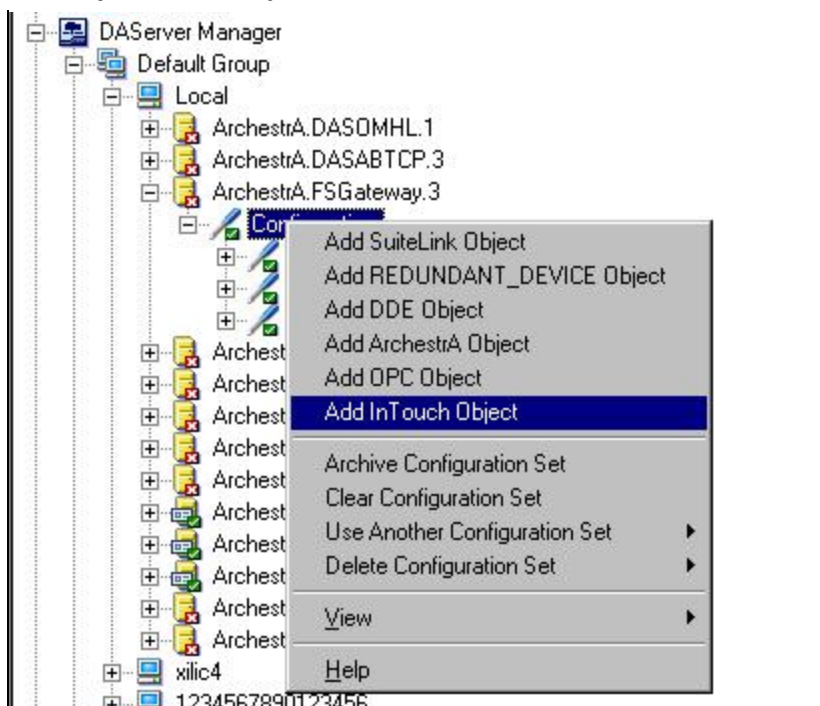 DAServer Manager
Default Group
Local
ArchestrA.DASOMHL.1
ArchestrA.DASABTCP.3
ArchestrA.FSGateway.3
Add SuiteLink Object
Add REDUNDANT_DEVICE Object
Add DDE Object
Add ArchestrA Object
Add OPC Object
Add InTouch Object
Archive Configuration Set
Clear Configuration Set
Use Another Configuration Set
Delete Configuration Set
View
Help
Archest
Archest
Archest
Archest
Archest
Archest
Archest
Archest
Archest
Archest
xilic4
1234567890123456